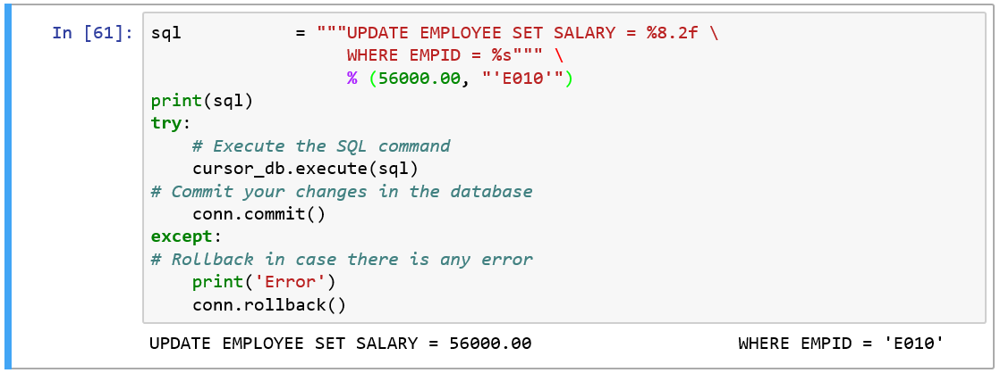 In [61]: sql           = """UPDATE EMPLOYEE SET SALARY = %8.2f \
                   WHERE EMPID = %s""" \
                   % (56000.00, "'E010'")
print(sql)
try:
    # Execute the SQL command
    cursor_db.execute(sql)
# Commit your changes in the database
    conn.commit()
except:
# Rollback in case there is any error
    print('Error')
    conn.rollback()
UPDATE EMPLOYEE SET SALARY = 56000.00                    WHERE EMPID = 'E010'